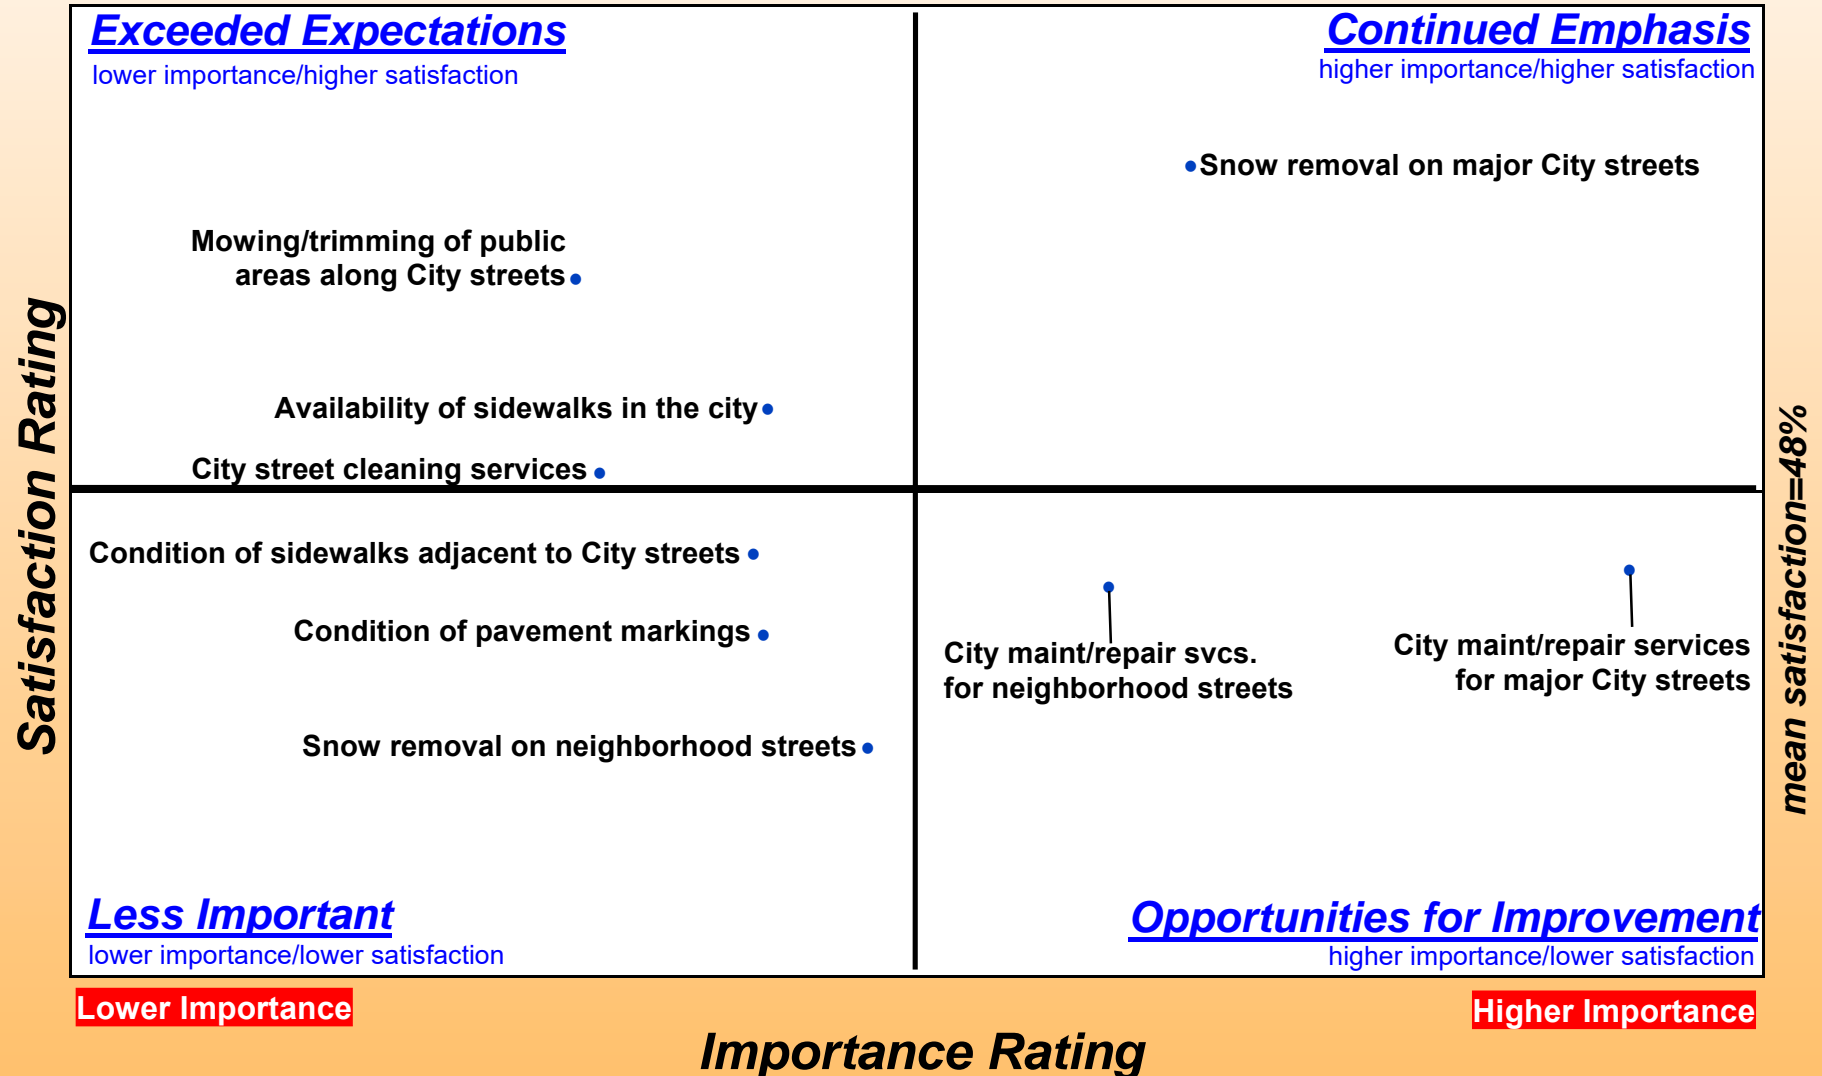 Exceeded Expectations
lower importance/higher satisfaction
Continued Emphasis
higher importance/higher satisfaction
Snow removal on major City streets
Mowing/trimming of public
areas along City streets
Availability of sidewalks in the city
City street cleaning services
Satisfaction Rating
mean satisfaction=48%
Condition of sidewalks adjacent to City streets
Condition of pavement markings
Snow removal on neighborhood streets
City maint/repair svcs.
for neighborhood streets
City maint/repair services
for major City streets
Less Important
lower importance/lower satisfaction
Opportunities for Improvement
higher importance/lower satisfaction
Lower Importance
Higher Importance
Importance Rating